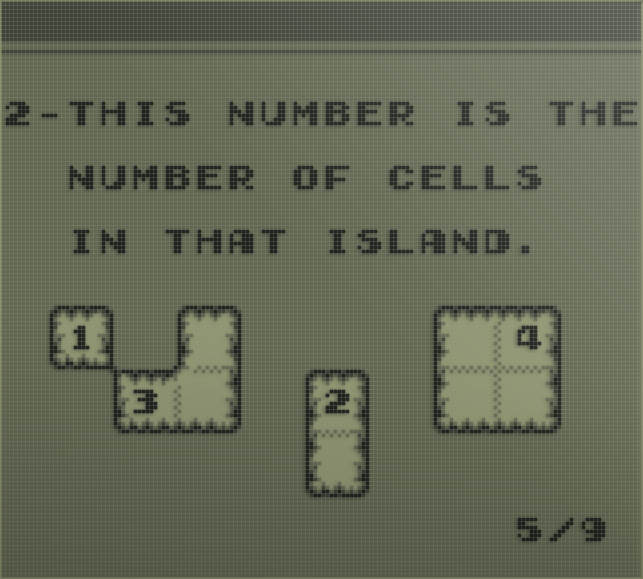 2-THIS NUMBER IS THE
NUMBER OF CELLS
IN THAT ISLAND.
1
4
3
2
5/9